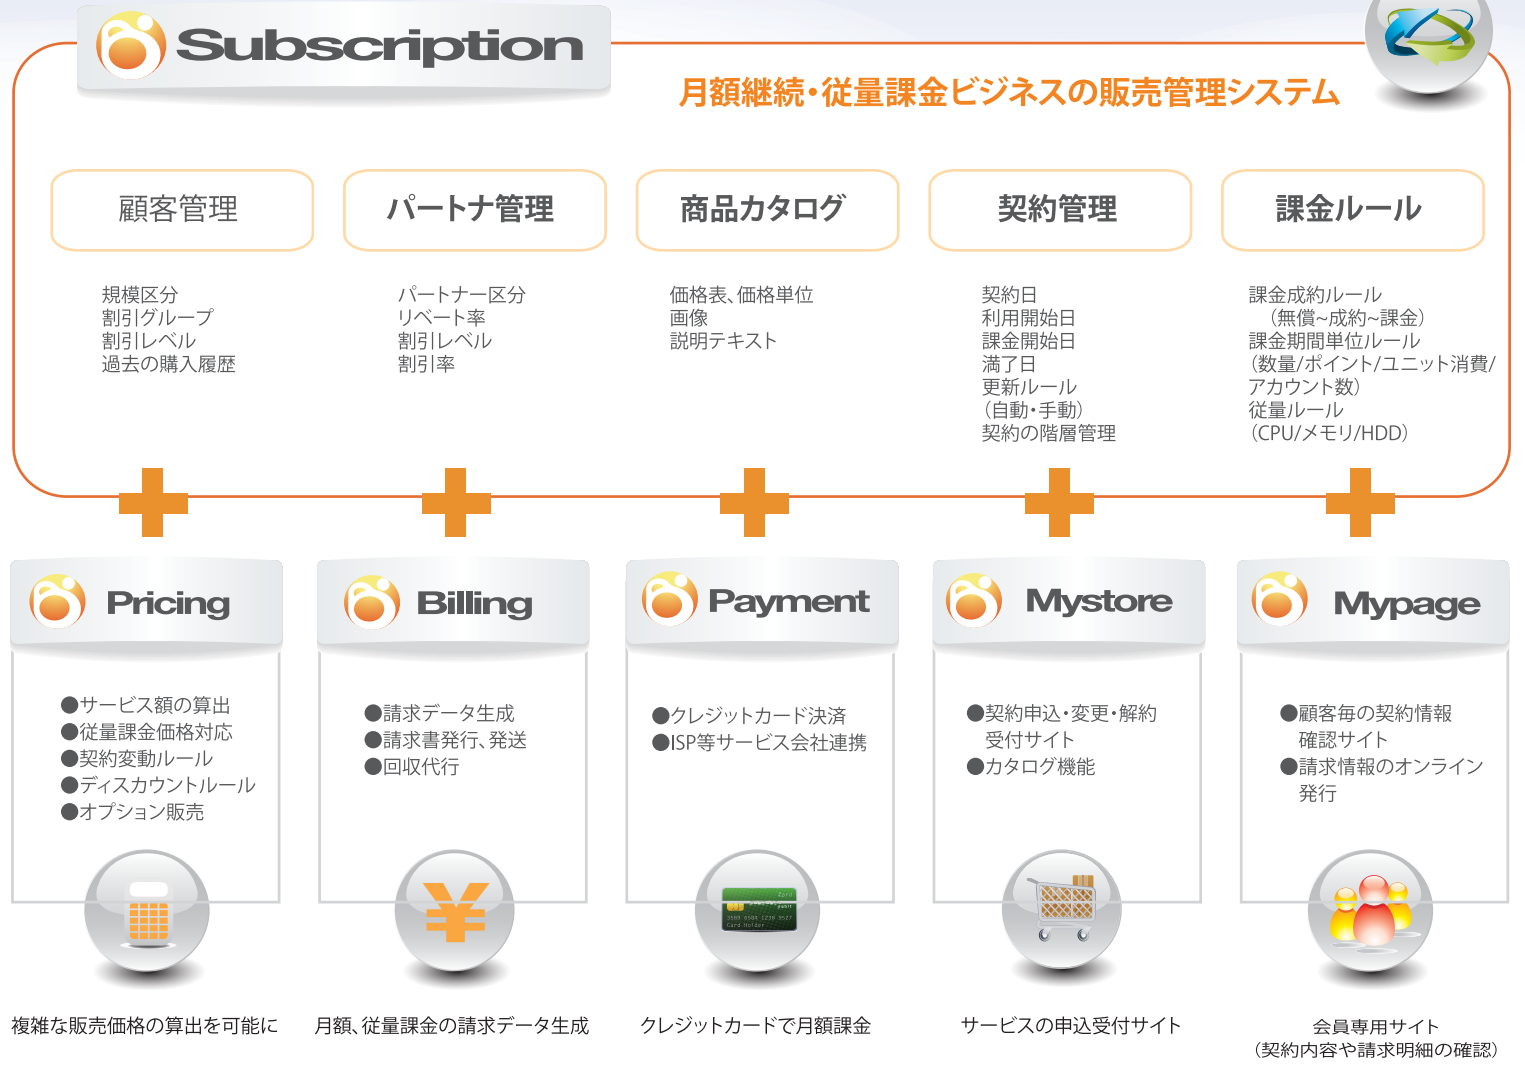 Subscription
月額継続・従量課金ビジネスの販売管理システム
顧客管理
規模区分
割引グループ
割引レベル
過去の購入履歴
パートナ管理
パートナー区分
リベート率
割引レベル
割引率
商品カタログ
価格表、価格単位
画像
説明テキスト
契約管理
契約日
利用開始日
課金開始日
満了日
更新ルール
（自動・手動）
契約の階層管理
課金ルール
課金成約ルール
（無償~成約~課金）
課金期間単位ルール
（数量/ポイント/ユニット消費/
アカウント数）
従量ルール
（CPU/メモリ/HDD）
Pricing
●サービス額の算出
●従量課金価格対応
●契約変動ルール
●ディスカウントルール
●オプション販売
複雑な販売価格の算出を可能に
Billing
●請求データ生成
●請求書発行、発送
●回収代行
¥
月額、従量課金の請求データ生成
Payment
●クレジットカード決済
●ISP等サービス会社連携
Card Holder
クレジットカードで月額課金
Mystore
●契約申込・変更・解約
受付サイト
●カタログ機能
サービスの申込受付サイト
Mypage
●顧客毎の契約情報
確認サイト
●請求情報のオンライン
発行
会員専用サイト
（契約内容や請求明細の確認）